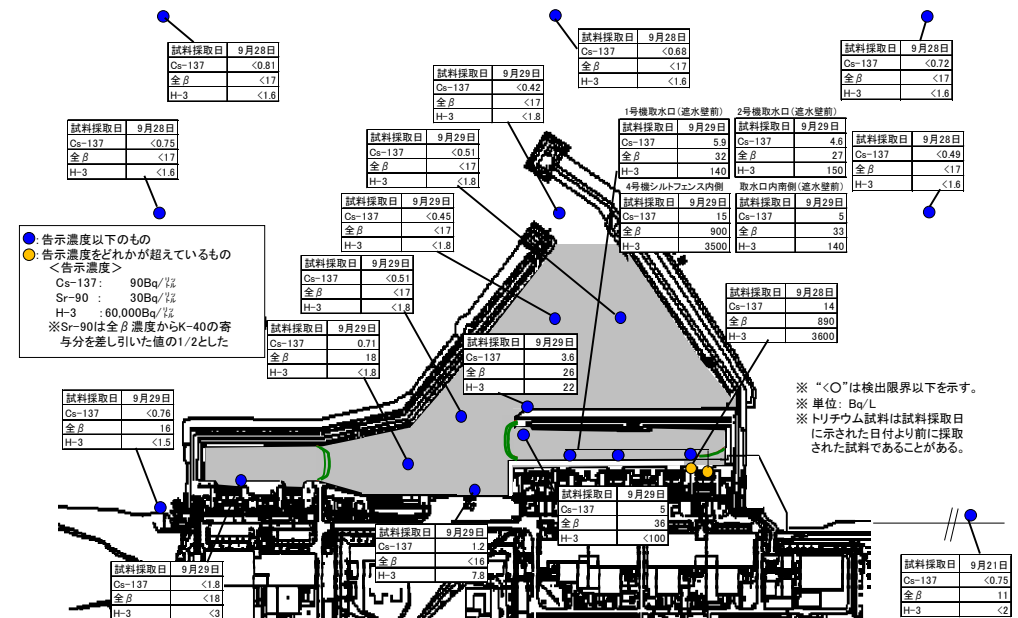 試料採取日 9月28日
Cs-137 <0.81
全β <17
H-3 <1.6
試料採取日 9月28日
Cs-137 <0.68
全β <17
H-3 <1.6
試料採取日 9月28日
Cs-137 <0.72
全β <17
H-3 <1.6
試料採取日 9月29日
Cs-137 <0.42
全β <17
H-3 <1.8
試料採取日 9月28日
Cs-137 <0.75
全β <17
H-3 <1.6
試料採取日 9月29日
Cs-137 <0.51
全β <17
H-3 <1.8
1号機取水口(遮水壁前)
試料採取日 9月29日
Cs-137 5.9
全β 32
H-3 140
2号機取水口(遮水壁前)
試料採取日 9月29日
Cs-137 4.6
全β 27
H-3 150
試料採取日 9月28日
Cs-137 <0.49
全β <17
H-3 <1.6
4号機シルトフェンス内側
試料採取日 9月29日
Cs-137 15
全β 900
H-3 3500
取水口内南側(遮水壁前)
試料採取日 9月29日
Cs-137 5
全β 33
H-3 140
試料採取日 9月29日
Cs-137 <0.45
全β <17
H-3 <1.8
:告示濃度以下のもの
:告示濃度をどれかが超えているもの
<告示濃度>
Cs-137: 90Bq/㍑
Sr-90 : 30Bq/㍑
H-3 :60,000Bq/㍑
※Sr-90は全β濃度からK-40の寄
与分を差し引いた値の1/2とした
試料採取日 9月29日
Cs-137 <0.51
全β <17
H-3 <1.8
試料採取日 9月28日
Cs-137 14
全β 890
H-3 3600
試料採取日 9月29日
Cs-137 0.71
全β 18
H-3 <1.8
試料採取日 9月29日
Cs-137 3.6
全β 26
H-3 22
※ “<○”は検出限界以下を示す。
※ 単位: Bq/L
※ トリチウム試料は試料採取日
に示された日付より前に採取
された試料であることがある。
試料採取日 9月29日
Cs-137 <0.76
全β 16
H-3 <1.5
試料採取日 9月29日
Cs-137 5
全β 36
H-3 <100
試料採取日 9月29日
Cs-137 1.2
全β <16
H-3 7.8
試料採取日 9月29日
Cs-137 <1.8
全β <18
H-3 <3
試料採取日 9月21日
Cs-137 <0.75
全β 11
H-3 <2